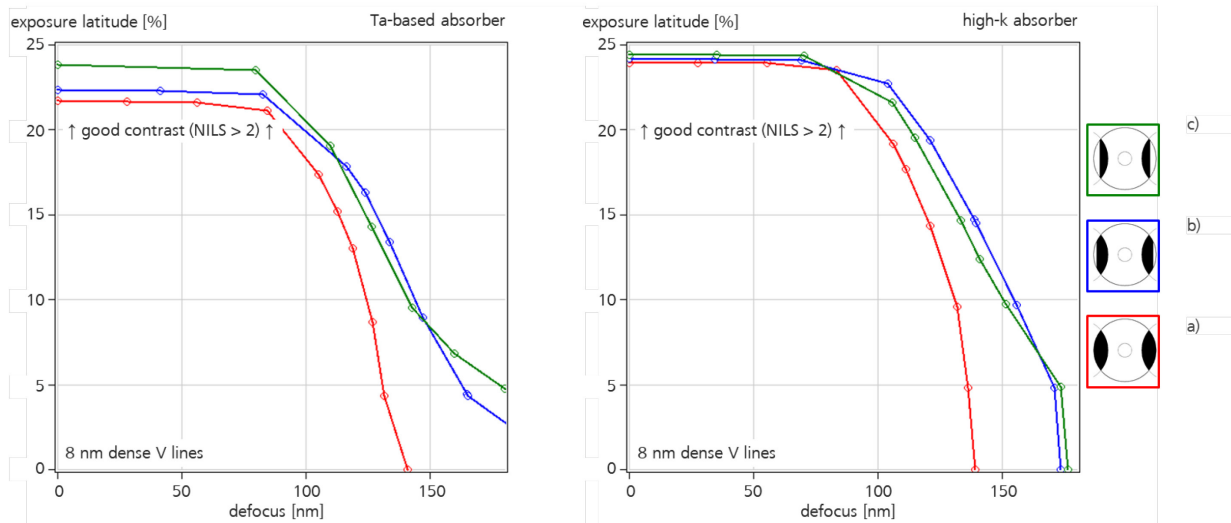 exposure latitude [%] Ta-based absorber
25
20
15
10
5
0
↑ good contrast (NILS > 2) ↑
8 nm dense V lines
0 50 100 150
defocus [nm]
exposure latitude [%] high-k absorber
25
20
15
10
5
0
↑ good contrast (NILS > 2) ↑
8 nm dense V lines
0 50 100 150
defocus [nm]
c)
b)
a)